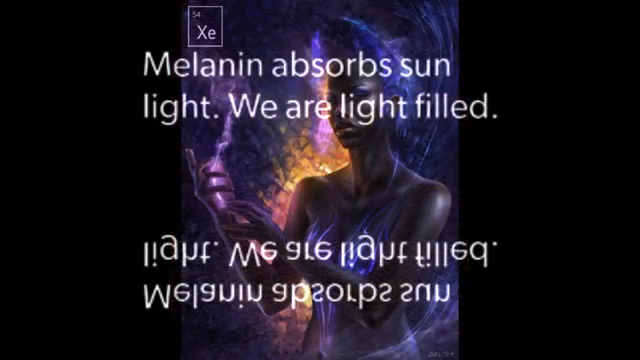 54
Xe
Melanin absorbs sun
light. We are light filled.
light. We are light filled.
Melanin absorbs sun